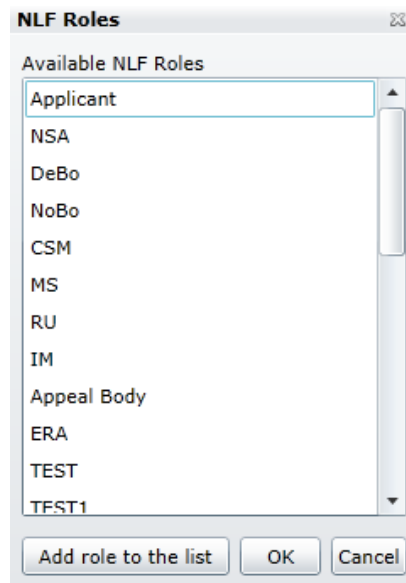 NLF Roles
Available NLF Roles
Applicant
NSA
DeBo
NoBo
CSM
MS
RU
IM
Appeal Body
ERA
TEST
TEST1
Add role to the list OK Cancel